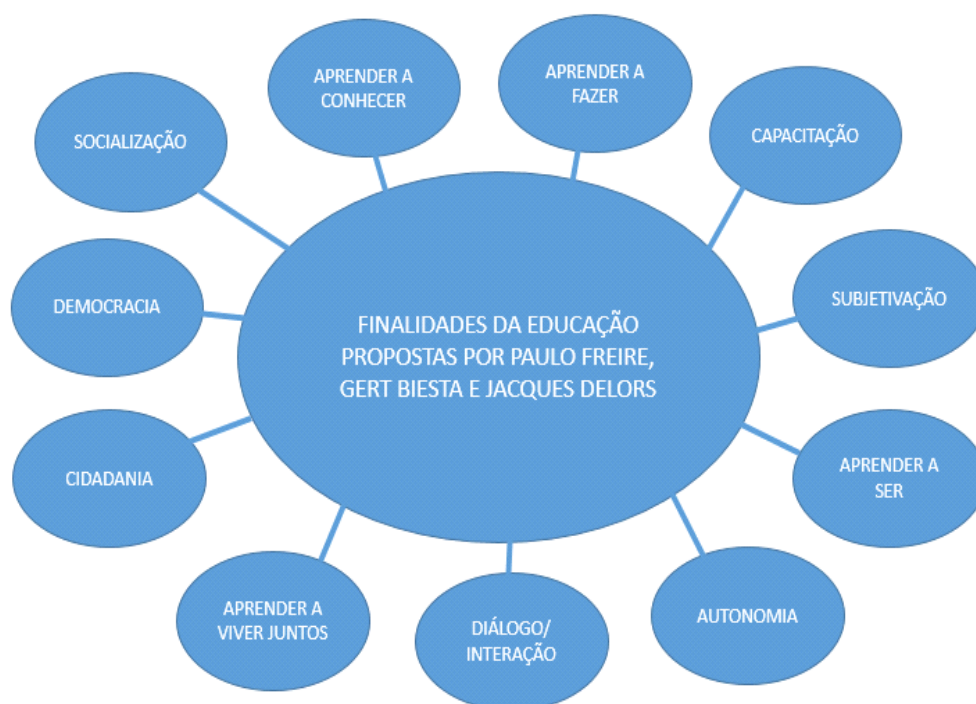 APRENDER A
CONHECER
APRENDER A
FAZER
SOCIALIZAÇÃO
CAPACITAÇÃO
DEMOCRACIA
SUBJETIVAÇÃO
FINALIDADES DA EDUCAÇÃO
PROPOSTAS POR PAULO FREIRE,
GERT BIESTA E JACQUES DELORS
CIDADANIA
APRENDER A
SER
APRENDER A
VIVER JUNTOS
DIÁLOGO/
INTERAÇÃO
AUTONOMIA